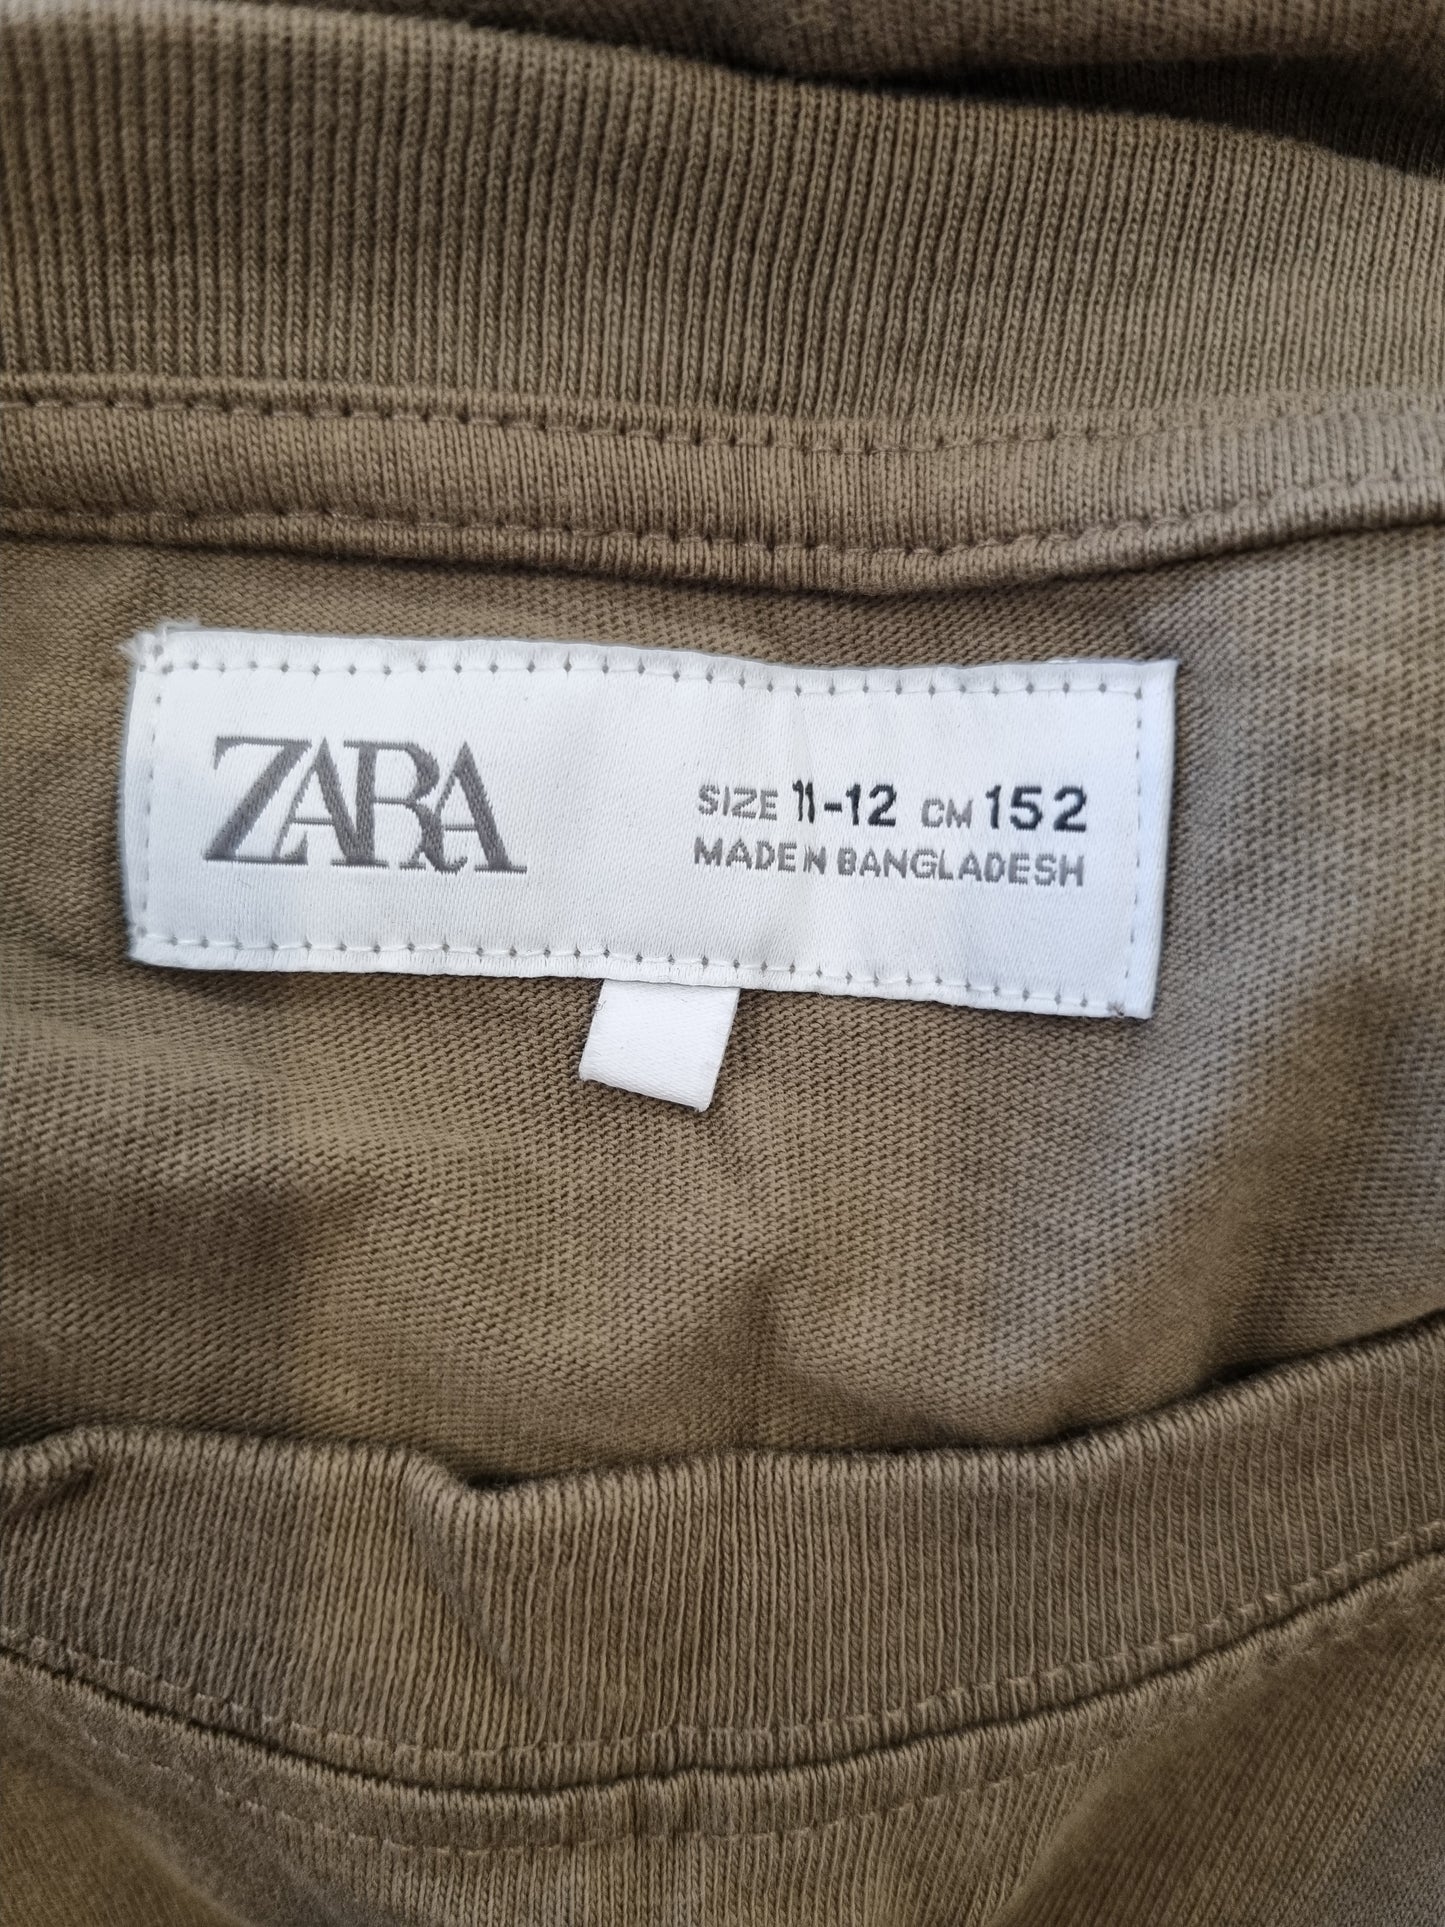 ZARA
SIZE 11-12 CM 152
MADE IN BANGLADESH